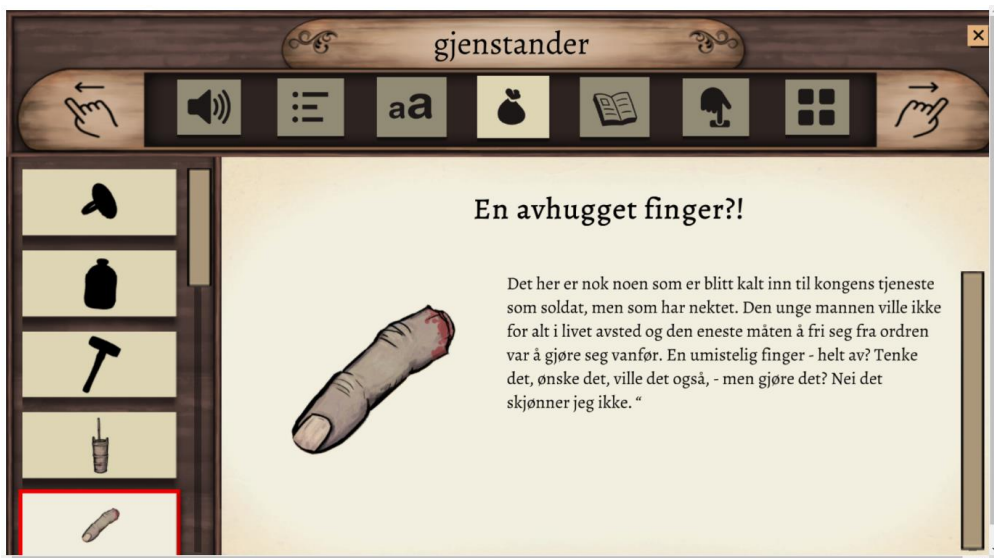 gjenstander
aa
En avhugget finger?!
Det her er nok noen som er blitt kalt inn til kongens tjeneste
som soldat, men som har nektet. Den unge mannen ville ikke
for alt i livet avsted og den eneste måten å fri seg fra ordren
var å gjøre seg vanfør. En umistelig finger - helt av? Tenke
det, ønske det, ville det også, - men gjøre det? Nei det
skjønner jeg ikke. “